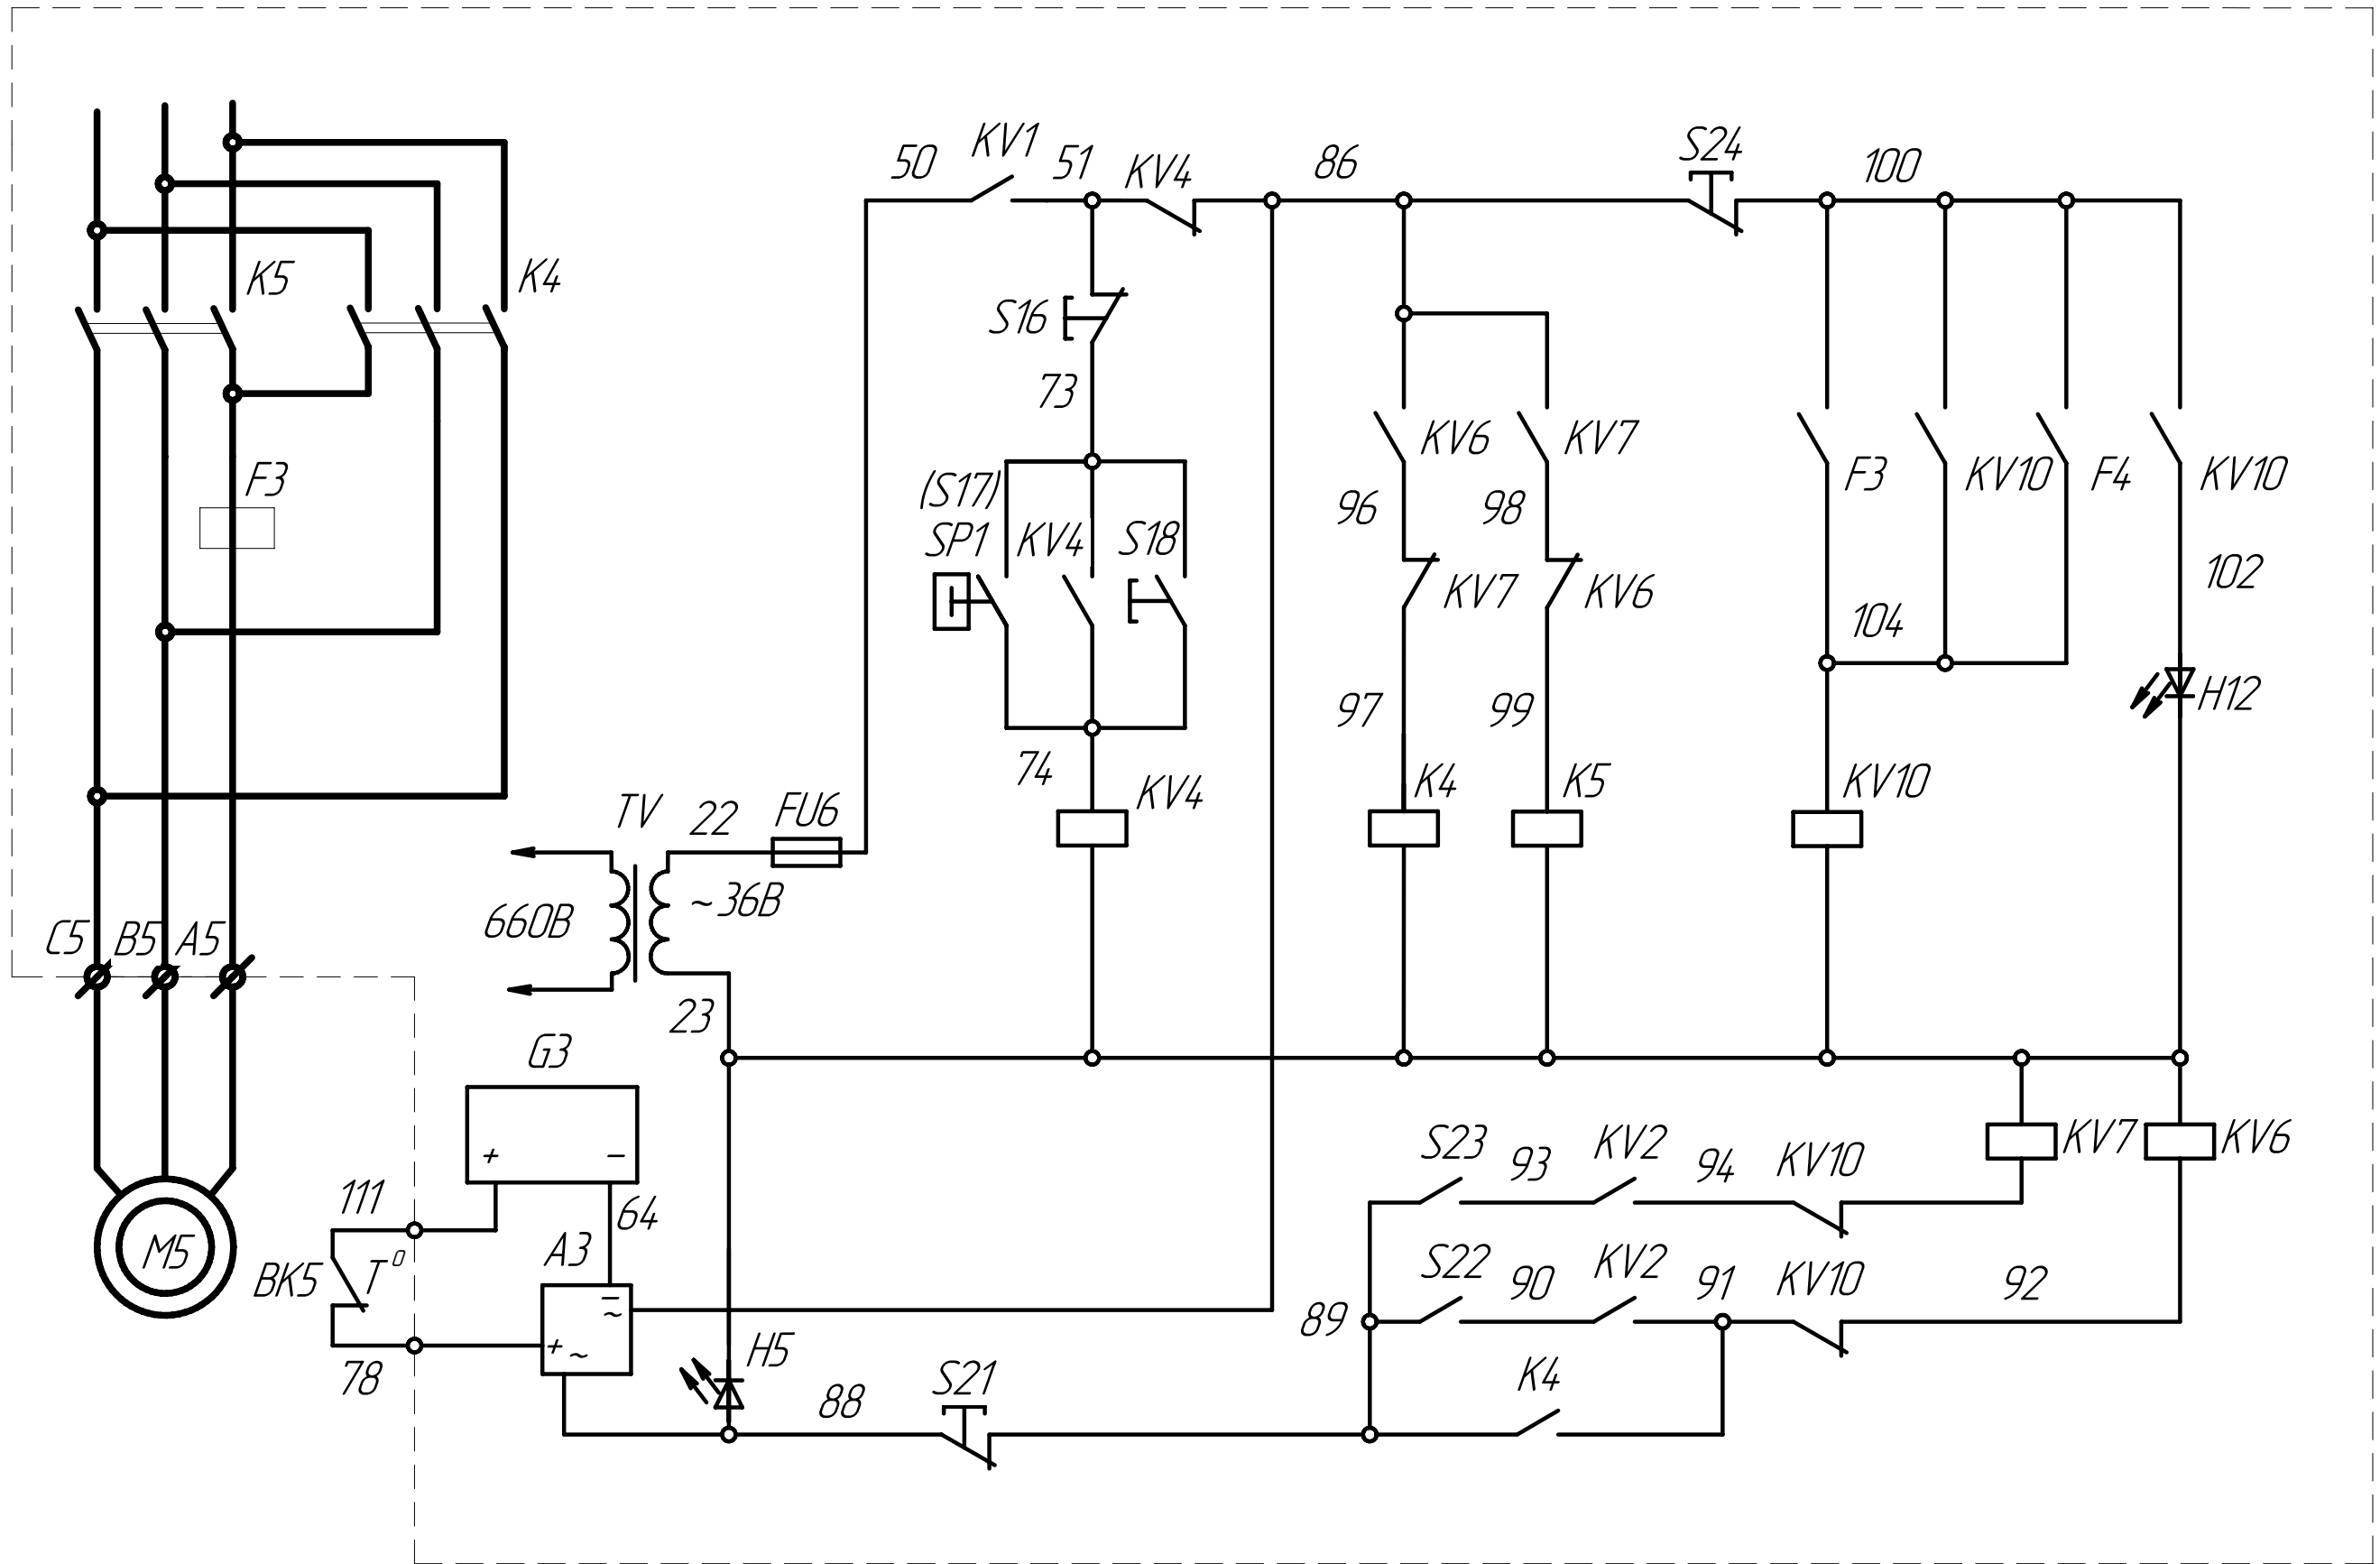 50
KV1
51
KV4
86
S24
100
K5
K4
S16
73
F3
(S17)
SP1
KV4
S18
74
KV4
KV6
KV7
96
98
KV7
KV6
97
99
K4
K5
F3
KV10
F4
KV10
104
102
H12
KV10
TV
22
FU6
660В
~36В
23
C5
B5
A5
G3
+
−
64
111
A3
BK5
T°
78
−
~
+
~
M5
H5
88
S21
89
S23
93
KV2
94
KV10
KV7
KV6
S22
90
KV2
91
KV10
92
K4